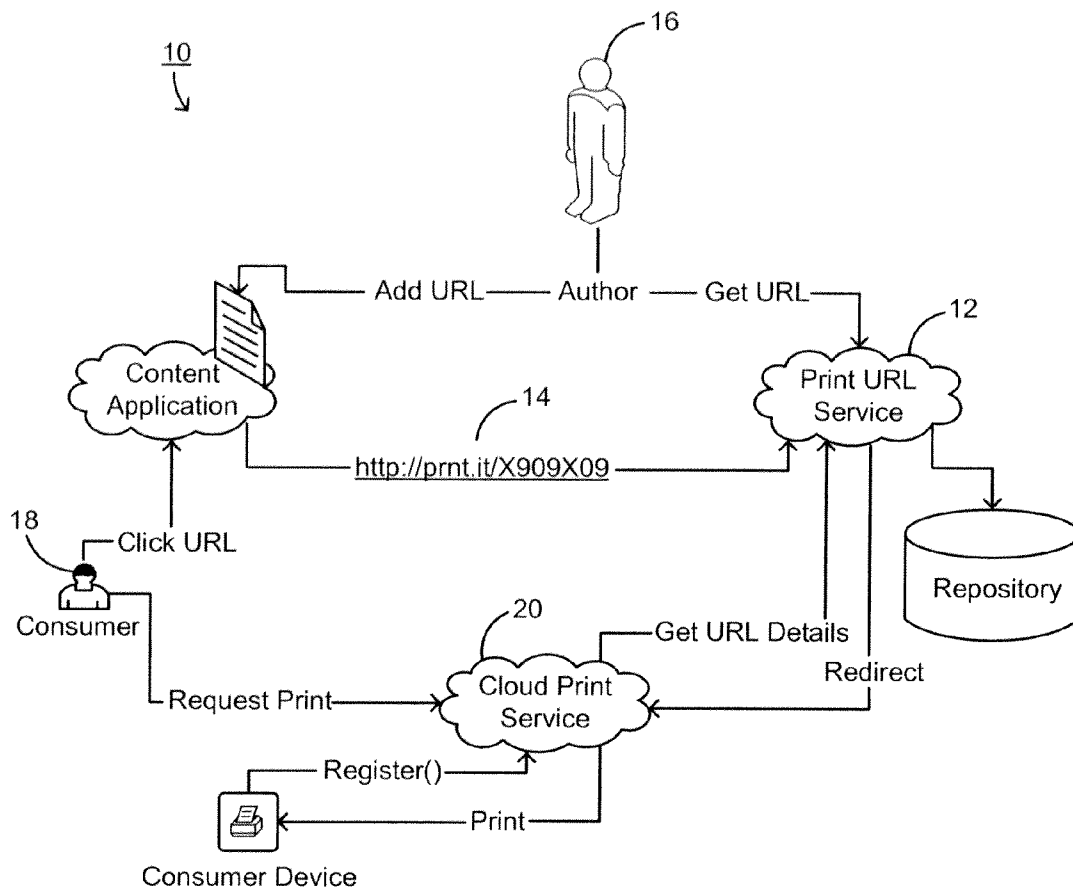 16
10
Add URL
Author
Get URL
12
Content
Application
Print URL
Service
14
http://prnt.it/X909X09
18
Click URL
Consumer
Repository
20
Get URL Details
Redirect
Cloud Print
Service
Request Print
Register()
Print
Consumer Device